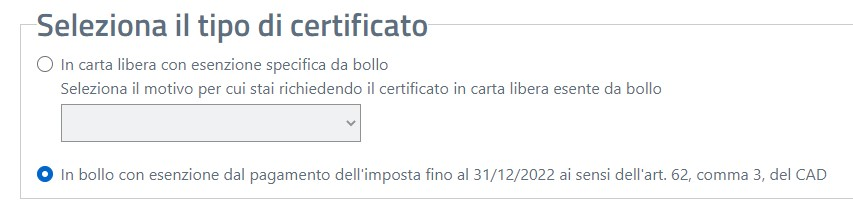 Seleziona il tipo di certificato
In carta libera con esenzione specifica da bollo
Seleziona il motivo per cui stai richiedendo il certificato in carta libera esente da bollo
In bollo con esenzione dal pagamento dell'imposta fino al 31/12/2022 ai sensi dell'art. 62, comma 3, del CAD